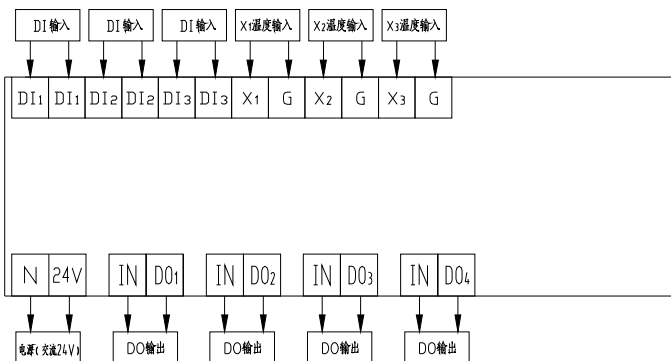 DI输入 DI输入 DI输入 X1温度输入 X2温度输入 X3温度输入
DI1 DI1 DI2 DI2 DI3 DI3 X1 G X2 G X3 G
N 24V IN DO1 IN DO2 IN DO3 IN DO4
电源(交流24V) DO输出 DO输出 DO输出 DO输出